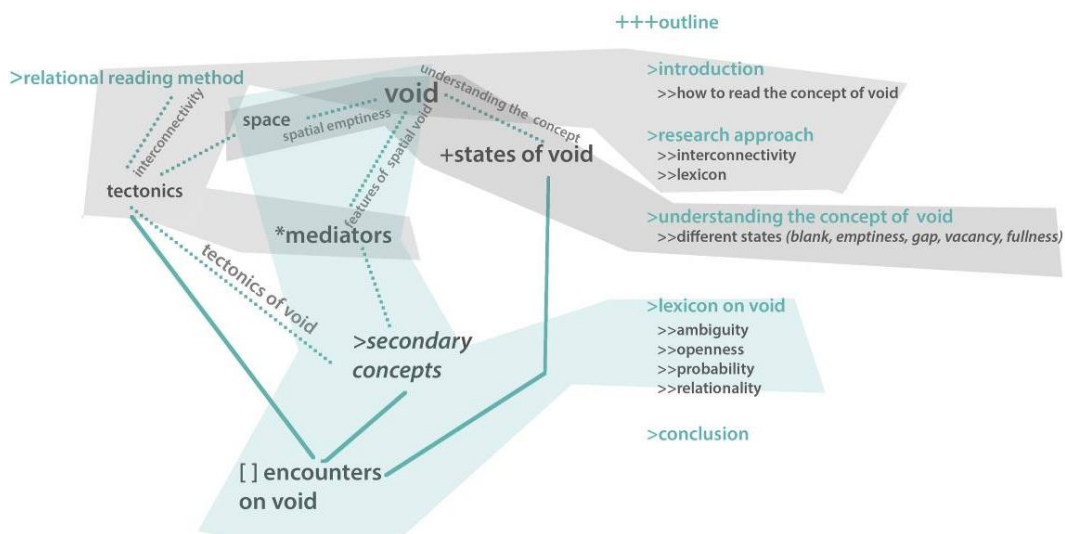 +++outline
>relational reading method
interconnectivity
tectonics
space
spatial emptiness
void
understanding the concept
features of spatial void
+states of void
*mediators
tectonics of void
>secondary
concepts
[ ] encounters
on void
>introduction
>>how to read the concept of void
>research approach
>>interconnectivity
>>lexicon
>understanding the concept of void
>>different states (blank, emptiness, gap, vacancy, fullness)
>lexicon on void
>>ambiguity
>>openness
>>probability
>>relationality
>conclusion